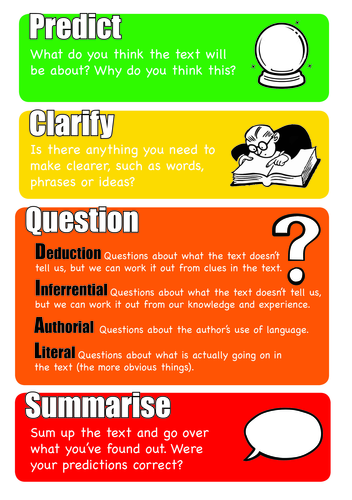 Predict
What do you think the text will
be about? Why do you think this?
Clarify
Is there anything you need to
make clearer, such as words,
phrases or ideas?
Question
Deduction Questions about what the text doesn't
tell us, but we can work it out from clues in the text.
Inferrential Questions about what the text doesn't tell us,
but we can work it out from our knowledge and experience.
Authorial Questions about the author's use of language.
Literal Questions about what is actually going on in
the text (the more obvious things).
?
Summarise
Sum up the text and go over
what you've found out. Were
your predictions correct?